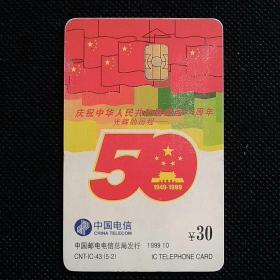 庆祝中华人民共和国成立五十周年
光辉的历程——
50
1949-1999
中国电信
CHINA TELECOM
¥30
中国邮电电信总局发行 1999.10
CNT-IC-43(5-2)
IC TELEPHONE CARD